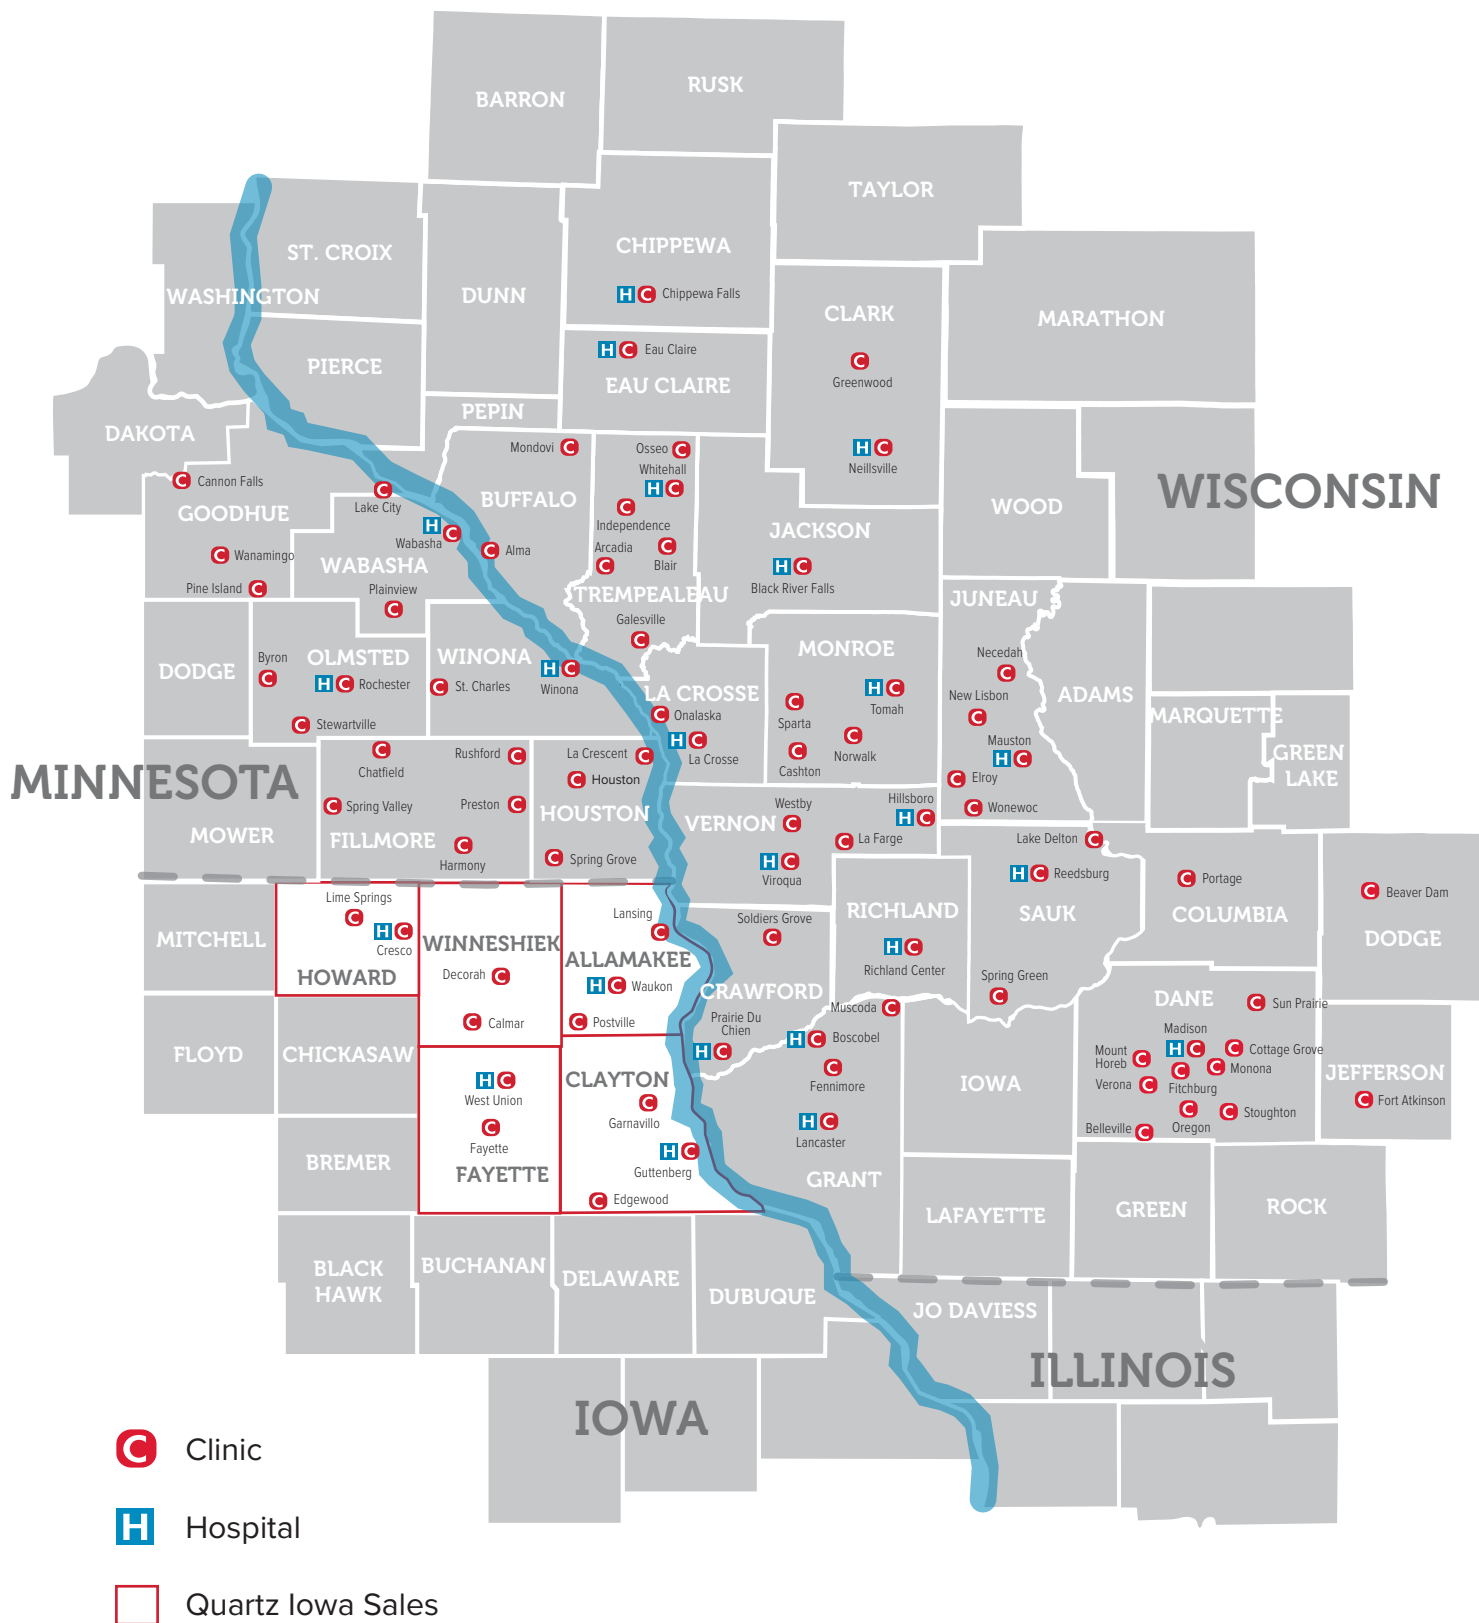 BARRON
RUSK
TAYLOR
ST. CROIX
CHIPPEWA
WASHINGTON
DUNN
H C Chippewa Falls
CLARK
MARATHON
H C Eau Claire
PIERCE
EAU CLAIRE
C
Greenwood
PEPIN
DAKOTA
Mondovi C
Osseo C
H C
Neillsville
Whitehall
H C
C Cannon Falls
C
Lake City
BUFFALO
WISCONSIN
GOODHUE
C
Independence
WOOD
H C
Wabasha
JACKSON
C Wanamingo
C Alma
Arcadia
C
C
Blair
WABASHA
H C
Black River Falls
Pine Island C
Plainview
C
TREMPEALEAU
JUNEAU
Galesville
C
MONROE
Necedah
C
Byron
C
OLMSTED
WINONA
DODGE
H C Rochester
C St. Charles
H C
Winona
LA CROSSE
H C
Tomah
ADAMS
New Lisbon
C
C
Sparta
C Onalaska
MARQUETTE
C Stewartville
H C
La Crosse
C
Norwalk
Mauston
H C
C
Chatfield
Rushford C
La Crescent C
C
Cashton
GREEN
LAKE
MINNESOTA
C Houston
C Elroy
C Spring Valley
Preston C
HOUSTON
Westby
C
Hillsboro
H C
C Wonewoc
MOWER
FILLMORE
VERNON
C
Harmony
C La Farge
Lake Delton C
C Spring Grove
H C
Viroqua
H C Reedsburg
C Portage
C Beaver Dam
Lime Springs
C
Lansing
C
Soldiers Grove
C
RICHLAND
SAUK
COLUMBIA
MITCHELL
H C
Cresco
WINNESHIEK
ALLAMAKEE
H C
Richland Center
DODGE
HOWARD
Decorah C
H C Waukon
CRAWFORD
Spring Green
C
DANE
C Sun Prairie
Muscoda C
C Calmar
C Postville
Prairie Du
Chien
H C
H C Boscobel
Madison
H C
C Cottage Grove
FLOYD
CHICKASAW
Mount
Horeb C
C Monona
H C
West Union
CLAYTON
C
Fennimore
IOWA
Verona C
C
Fitchburg
JEFFERSON
C
Garnavillo
C Fort Atkinson
C
Fayette
H C
Lancaster
C
Oregon
C Stoughton
Belleville C
BREMER
H C
Guttenberg
FAYETTE
GRANT
C Edgewood
LAFAYETTE
GREEN
ROCK
BLACK
HAWK
BUCHANAN
DELAWARE
DUBUQUE
JO DAVIESS
ILLINOIS
IOWA
C Clinic
H Hospital
Quartz Iowa Sales